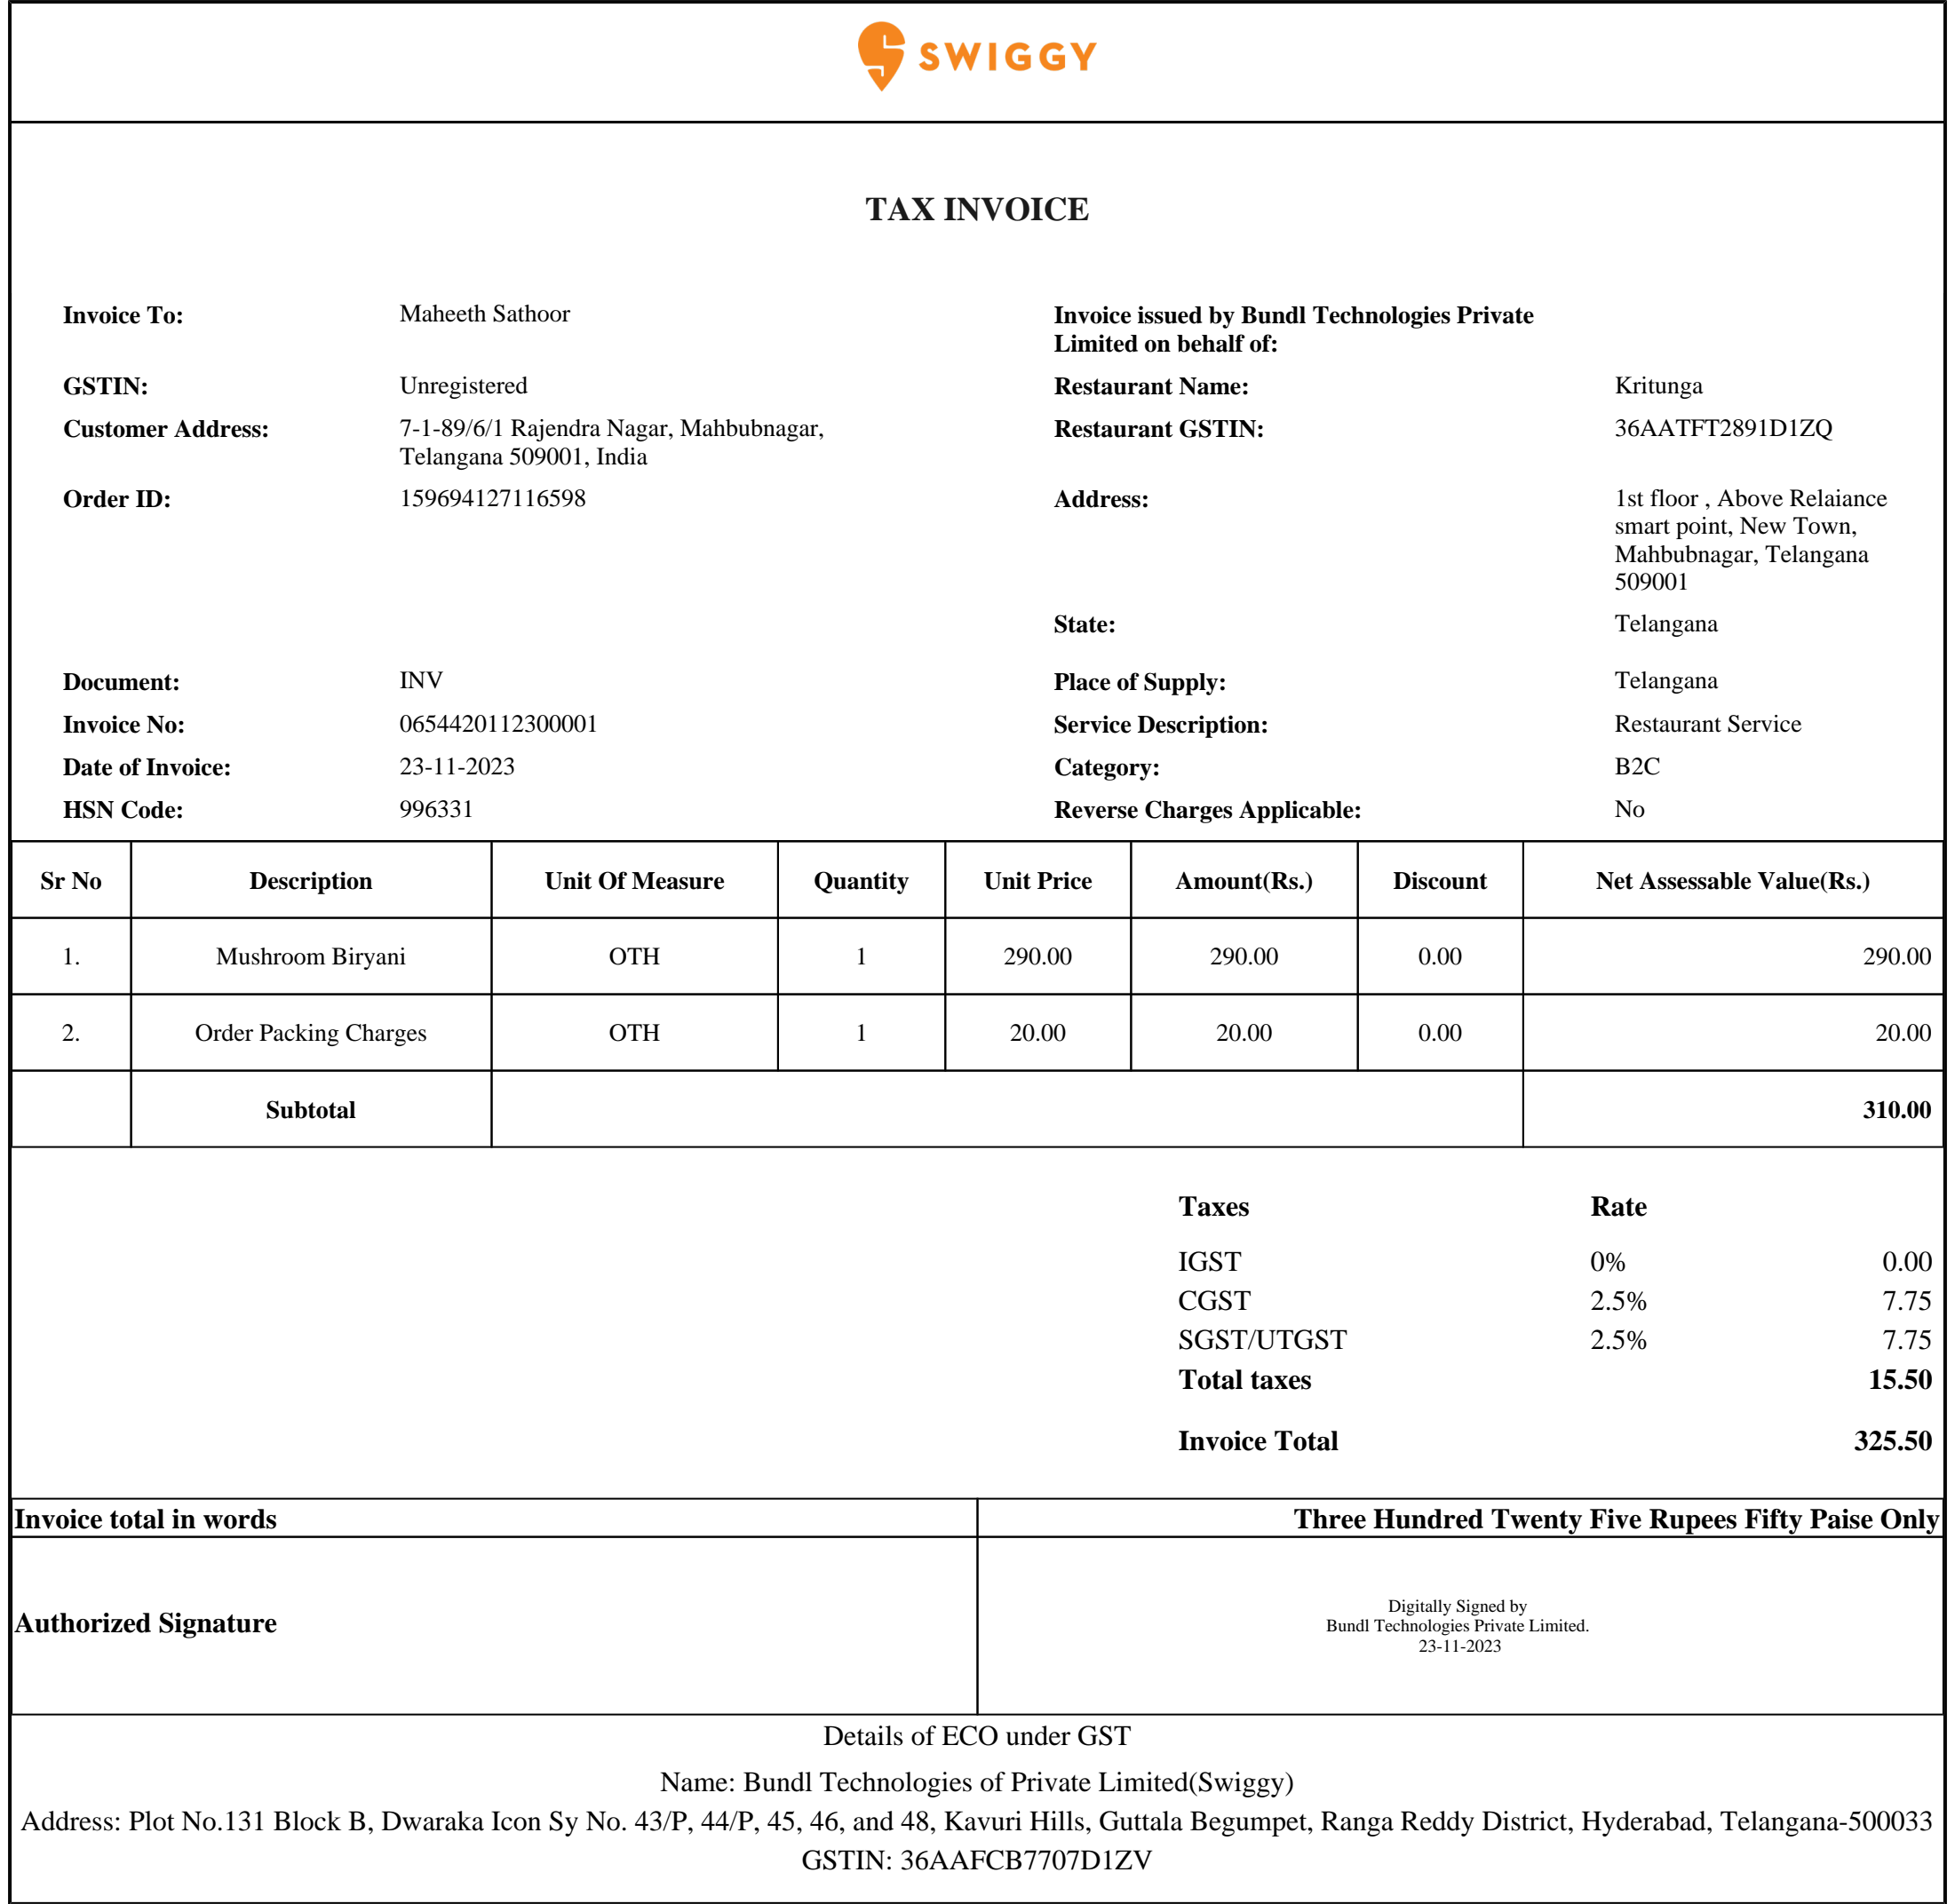 SWIGGY
TAX INVOICE
Invoice To: Maheeth Sathoor
Invoice issued by Bundl Technologies Private
Limited on behalf of:
GSTIN: Unregistered
Restaurant Name: Kritunga
Customer Address: 7-1-89/6/1 Rajendra Nagar, Mahbubnagar,
Telangana 509001, India
Restaurant GSTIN: 36AATFT2891D1ZQ
Order ID: 159694127116598
Address: 1st floor , Above Relaiance
smart point, New Town,
Mahbubnagar, Telangana
509001
State: Telangana
Document: INV
Place of Supply: Telangana
Invoice No: 0654420112300001
Service Description: Restaurant Service
Date of Invoice: 23-11-2023
Category: B2C
HSN Code: 996331
Reverse Charges Applicable: No
Sr No Description Unit Of Measure Quantity Unit Price Amount(Rs.) Discount Net Assessable Value(Rs.)
1. Mushroom Biryani OTH 1 290.00 290.00 0.00 290.00
2. Order Packing Charges OTH 1 20.00 20.00 0.00 20.00
Subtotal 310.00
Taxes Rate
IGST 0% 0.00
CGST 2.5% 7.75
SGST/UTGST 2.5% 7.75
Total taxes 15.50
Invoice Total 325.50
Invoice total in words Three Hundred Twenty Five Rupees Fifty Paise Only
Authorized Signature
Digitally Signed by
Bundl Technologies Private Limited.
23-11-2023
Details of ECO under GST
Name: Bundl Technologies of Private Limited(Swiggy)
Address: Plot No.131 Block B, Dwaraka Icon Sy No. 43/P, 44/P, 45, 46, and 48, Kavuri Hills, Guttala Begumpet, Ranga Reddy District, Hyderabad, Telangana-500033
GSTIN: 36AAFCB7707D1ZV